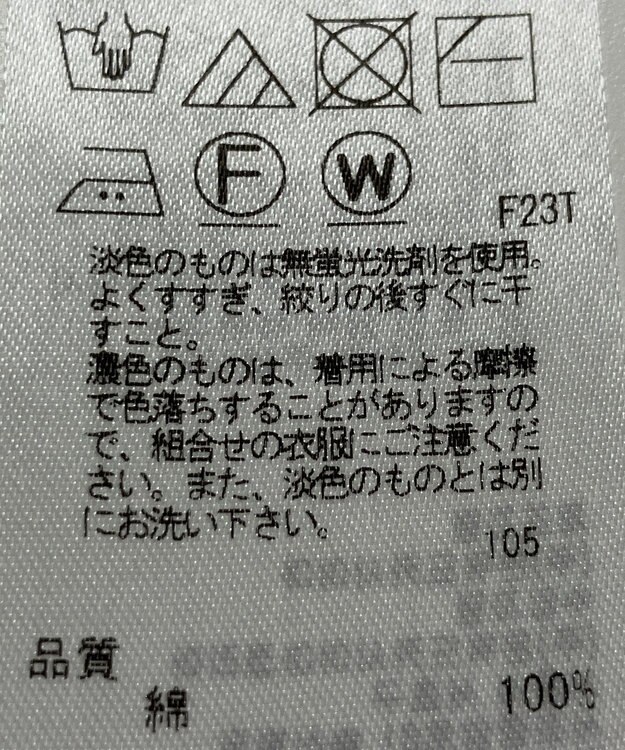 F
W
F23T
淡色のものは無蛍光洗剤を使用。
よくすすぎ、絞りの後すぐに干
すこと。
濃色のものは、着用による摩擦
で色落ちすることがありますの
で、組合せの衣服にご注意くだ
さい。また、淡色のものとは別
にお洗い下さい。
105
品質
綿 100%